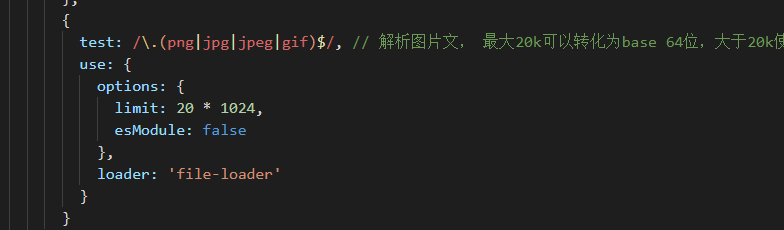 },
{
test: /\.(png|jpg|jpeg|gif)$/, // 解析图片文， 最大20k可以转化为base 64位，大于20k使
use: {
options: {
limit: 20 * 1024,
esModule: false
},
loader: 'file-loader'
}
}